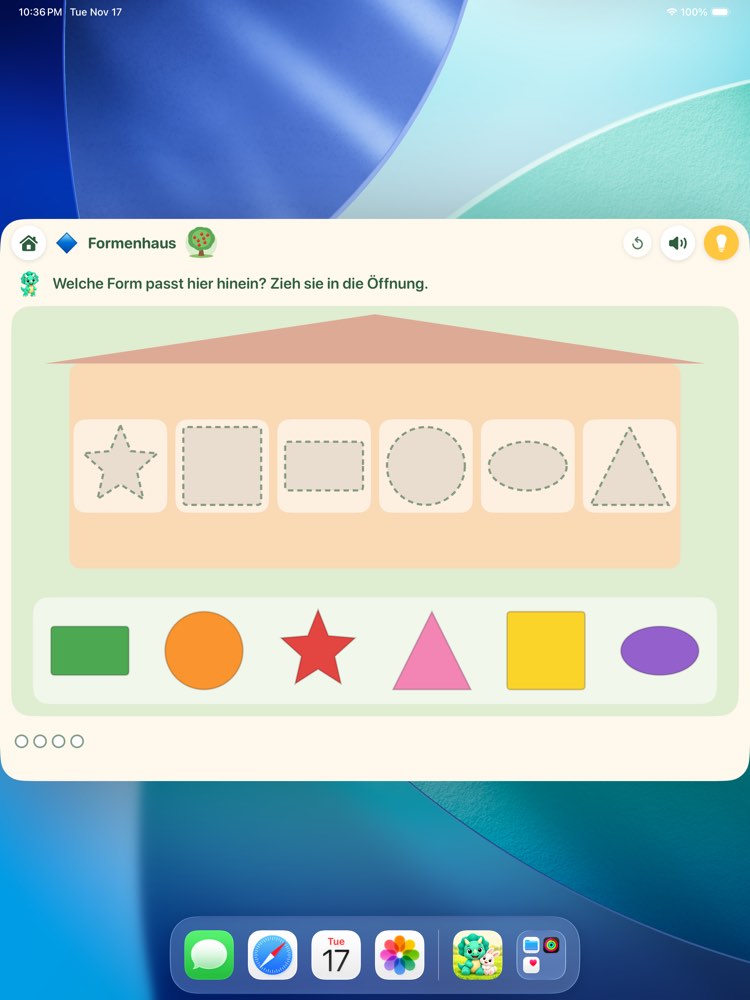 10:36 PM Tue Nov 17
100%
Formenhaus
Welche Form passt hier hinein? Zieh sie in die Öffnung.
Tue
17